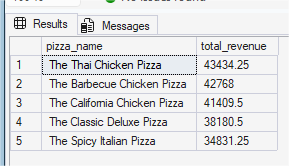 Results Messages
pizza_name total_revenue
1 The Thai Chicken Pizza 43434.25
2 The Barbecue Chicken Pizza 42768
3 The California Chicken Pizza 41409.5
4 The Classic Deluxe Pizza 38180.5
5 The Spicy Italian Pizza 34831.25